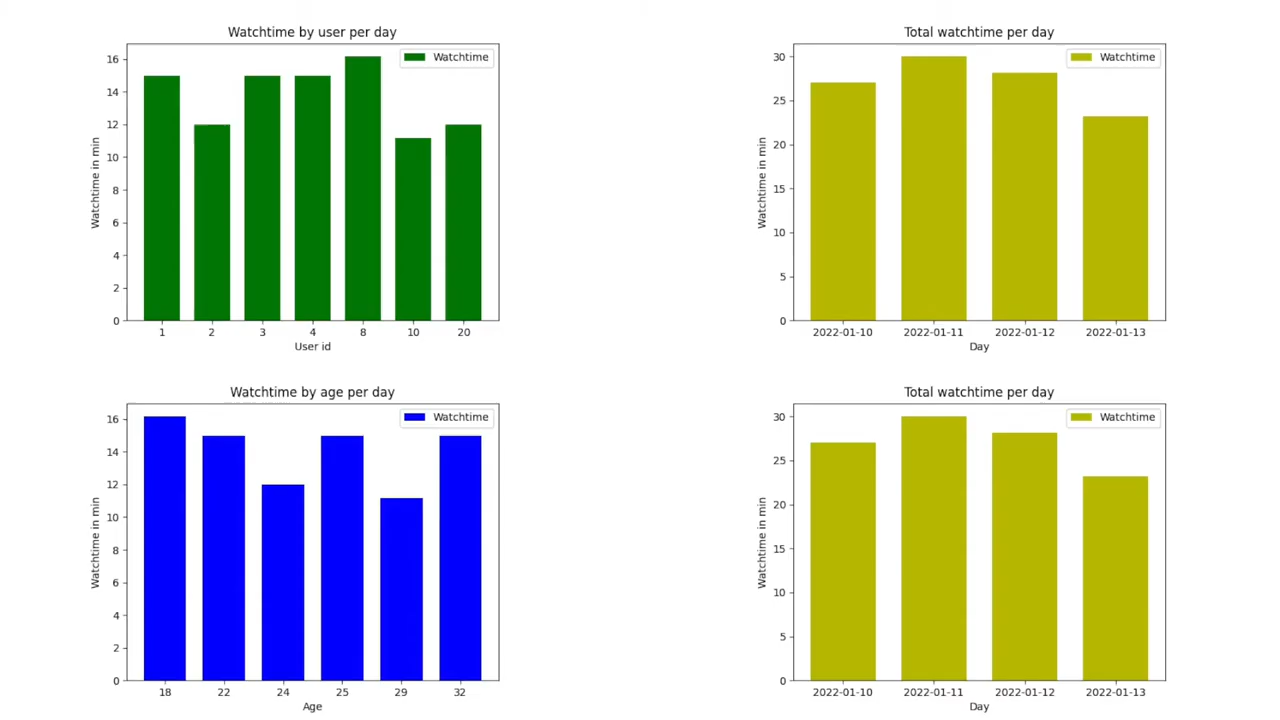 Watchtime by user per day
Watchtime
Watchtime in min
16
14
12
10
8
6
4
2
0
1 2 3 4 8 10 20
User id
Total watchtime per day
Watchtime
Watchtime in min
30
25
20
15
10
5
0
2022-01-10 2022-01-11 2022-01-12 2022-01-13
Day
Watchtime by age per day
Watchtime
Watchtime in min
16
14
12
10
8
6
4
2
0
18 22 24 25 29 32
Age
Total watchtime per day
Watchtime
Watchtime in min
30
25
20
15
10
5
0
2022-01-10 2022-01-11 2022-01-12 2022-01-13
Day